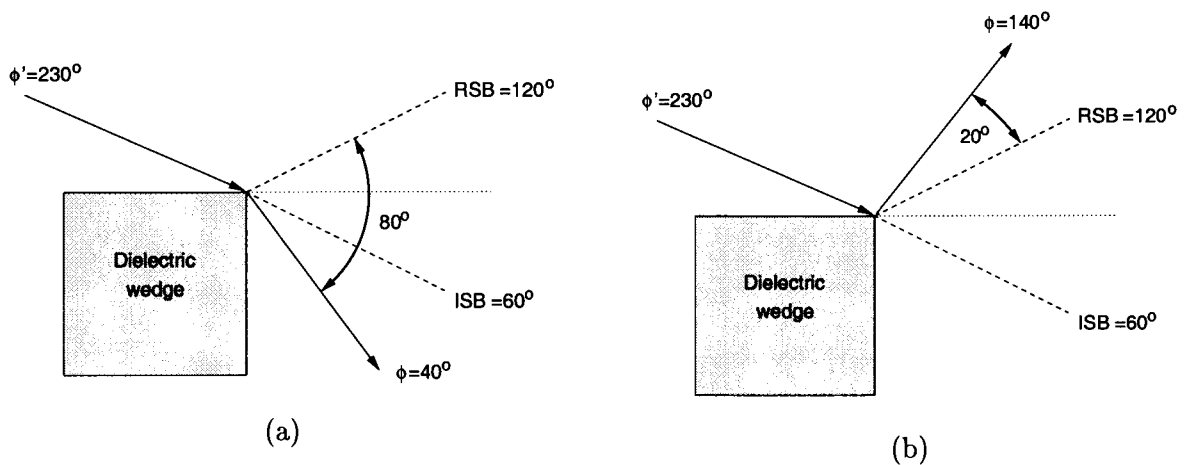 ϕ'=230°
RSB =120°
80°
Dielectric
wedge
ISB =60°
ϕ=40°
(a)
ϕ=140°
ϕ'=230°
RSB=120°
20°
Dielectric
wedge
ISB=60°
(b)